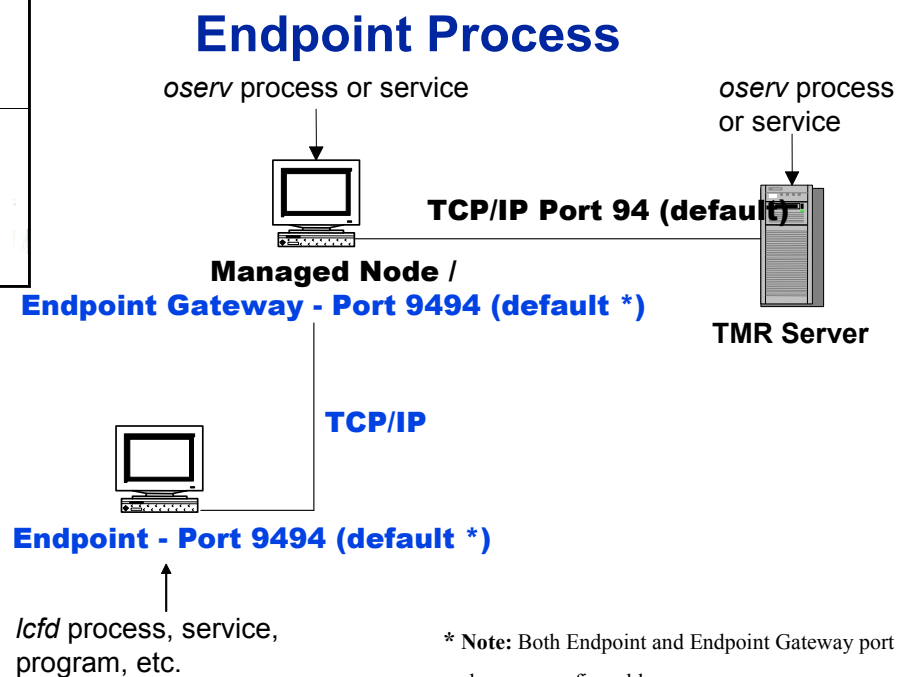 Endpoint Process
oserv process or service
oserv process
or service
TCP/IP Port 94 (default)
Managed Node /
Endpoint Gateway - Port 9494 (default *)
TMR Server
TCP/IP
Endpoint - Port 9494 (default *)
lcfd process, service,
program, etc.
* Note: Both Endpoint and Endpoint Gateway port